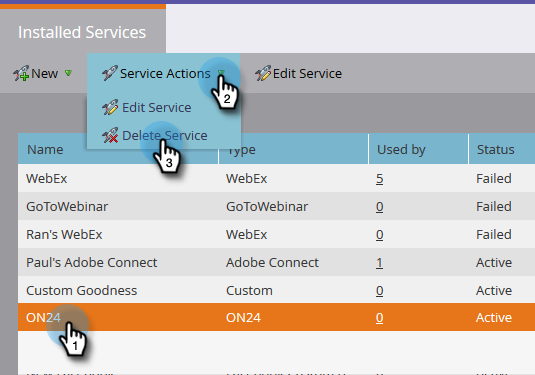 Installed Services
New Service Actions Edit Service
2
Edit Service
Delete Service
3
Name Type Used by Status
WebEx WebEx 5 Failed
GoToWebinar GoToWebinar 0 Failed
Ran's WebEx WebEx 0 Failed
Paul's Adobe Connect Adobe Connect 1 Active
Custom Goodness Custom 0 Active
ON24 ON24 0 Active
1